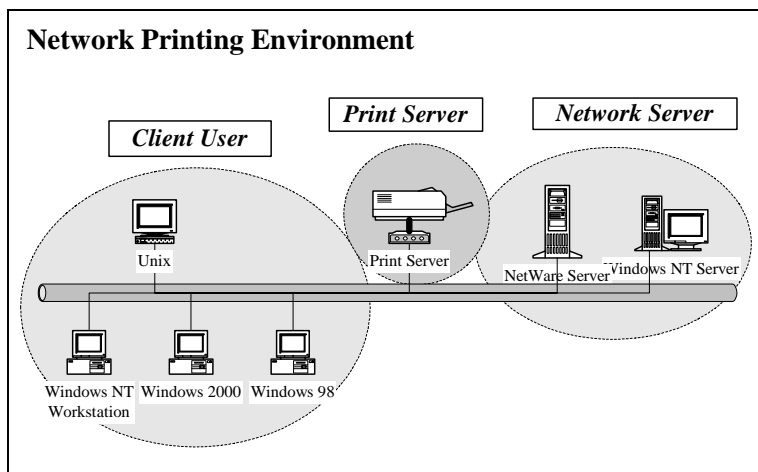 Network Printing Environment
Print Server
Network Server
Client User
Unix
Print Server
NetWare Server
Windows NT Server
Windows NT
Workstation
Windows 2000
Windows 98